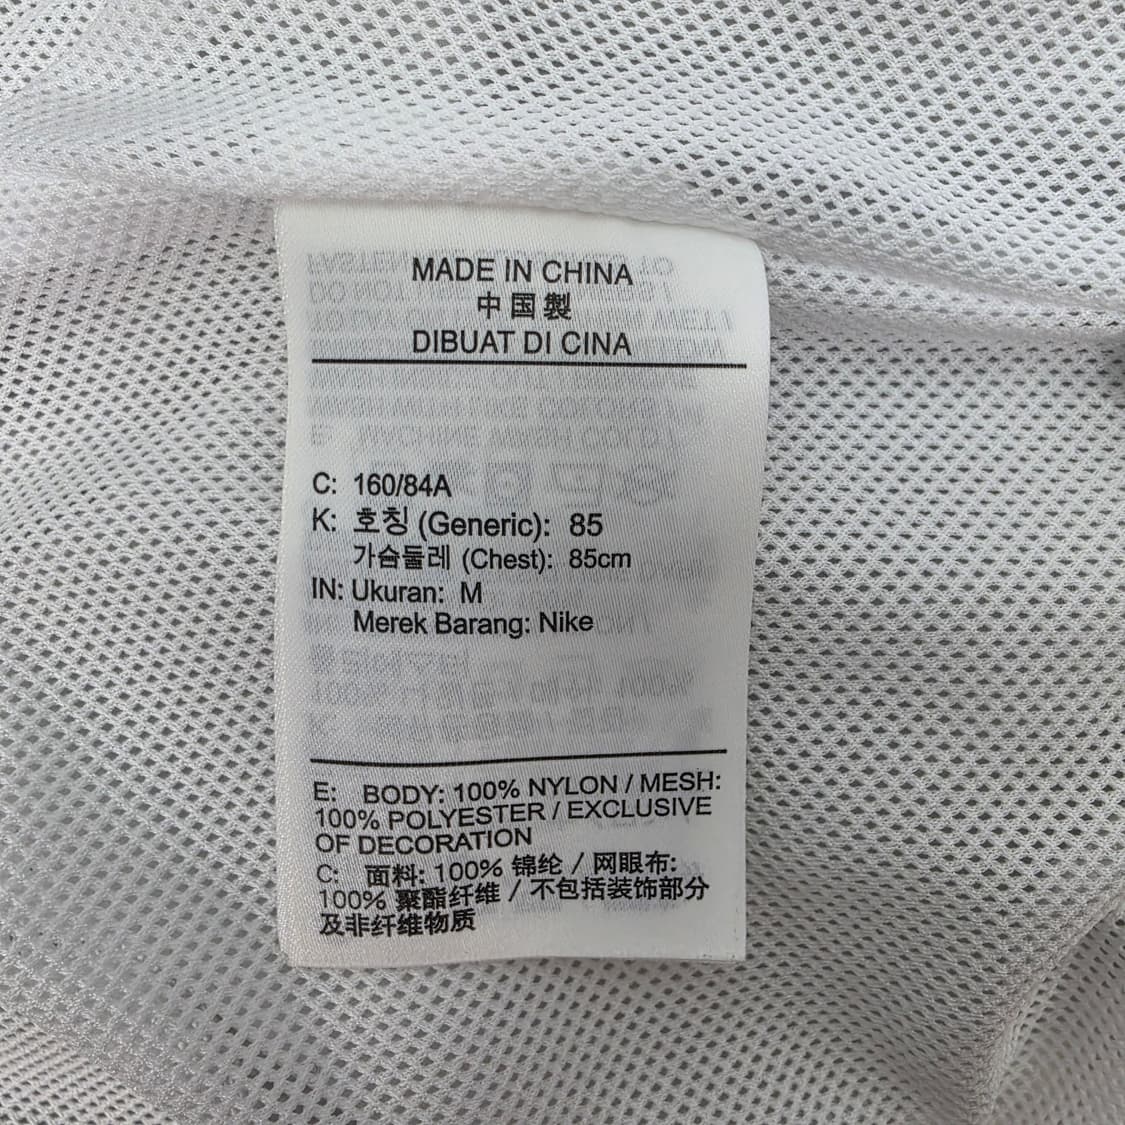 MADE IN CHINA
中国製
DIBUAT DI CINA
C: 160/84A
K: 호칭 (Generic): 85
가슴둘레 (Chest): 85cm
IN: Ukuran: M
Merek Barang: Nike
E: BODY: 100% NYLON / MESH:
100% POLYESTER / EXCLUSIVE
OF DECORATION
C: 面料: 100% 锦纶 / 网眼布:
100% 聚酯纤维 / 不包括装饰部分
及非纤维物质